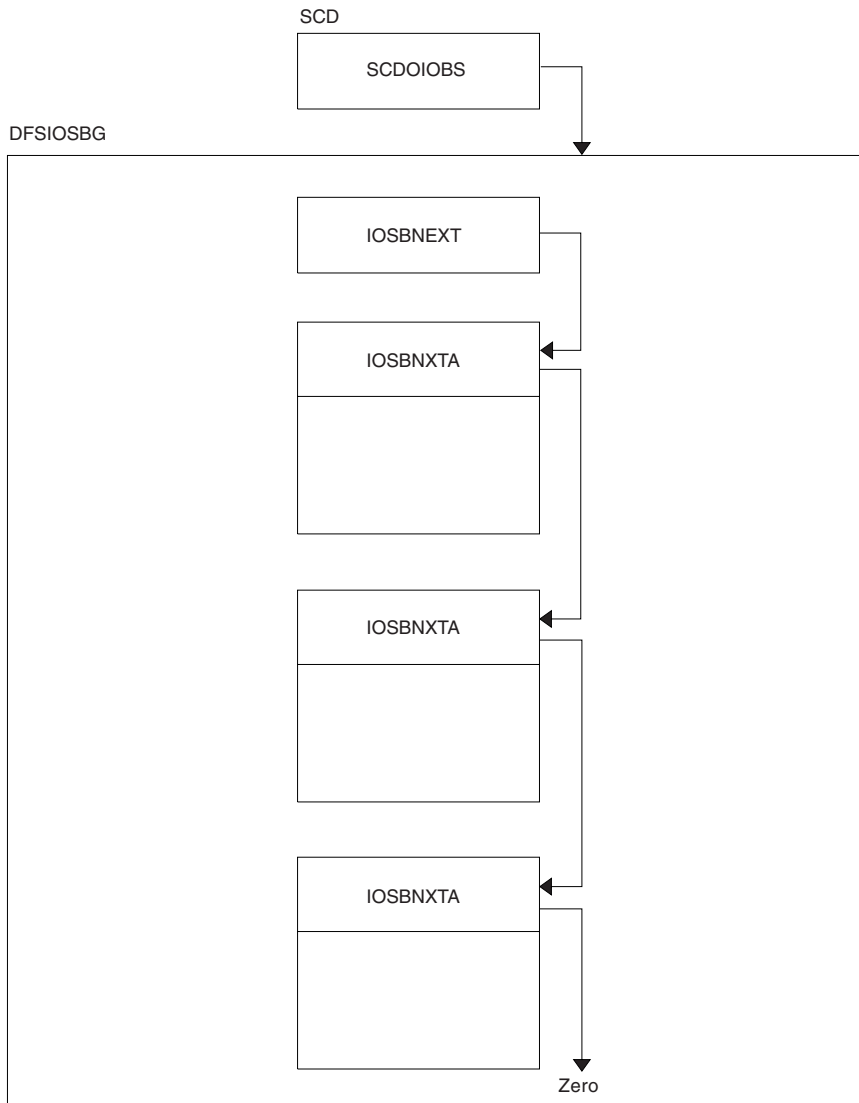 SCD
SCDOIOBS
DFSIOSBG
IOSBNEXT
IOSBNXTA
IOSBNXTA
IOSBNXTA
Zero